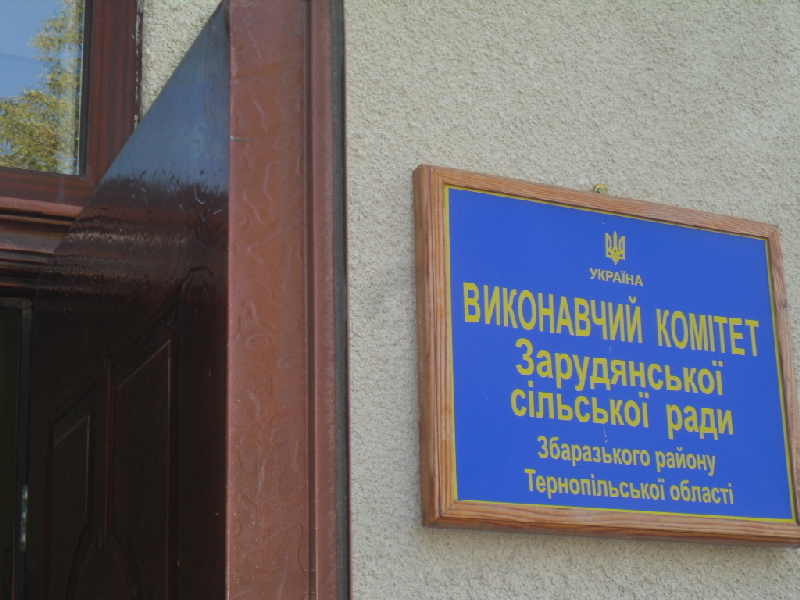 УКРАЇНА
ВИКОНАВЧИЙ КОМІТЕТ
Зарудянської
сільської ради
Збаразького району
Тернопільської області